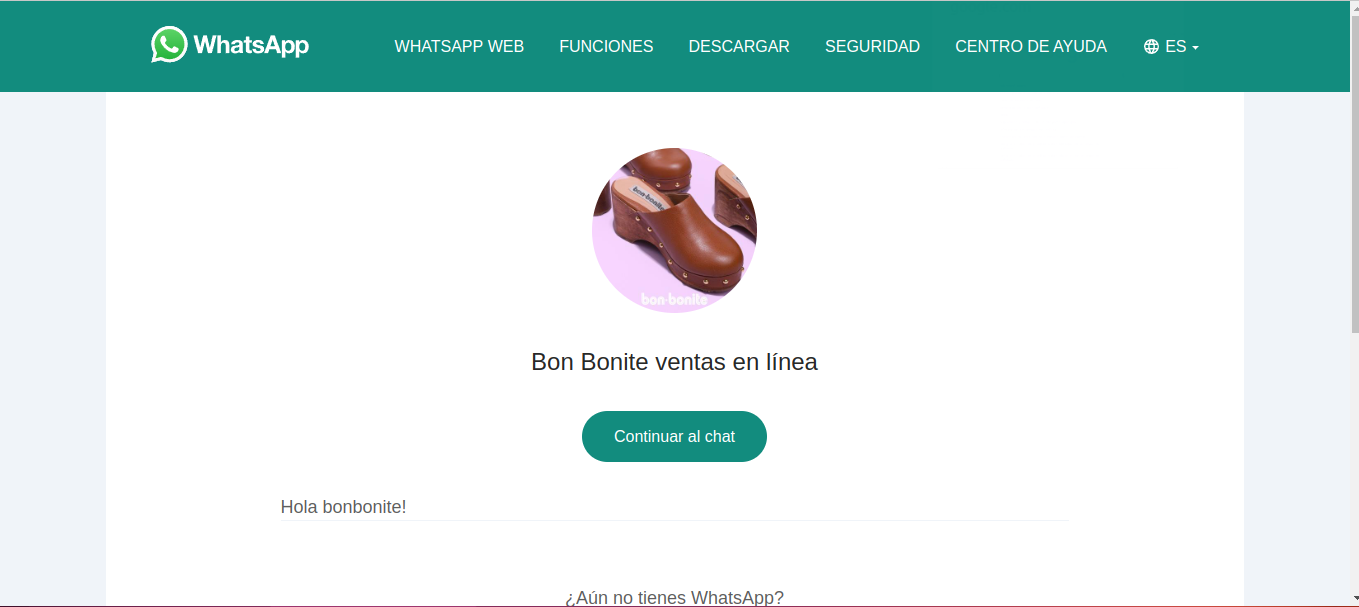 WhatsApp
WHATSAPP WEB FUNCIONES DESCARGAR SEGURIDAD CENTRO DE AYUDA ES
bon-bonite
bon-bonite
Bon Bonite ventas en línea
Continuar al chat
Hola bonbonite!
¿Aún no tienes WhatsApp?